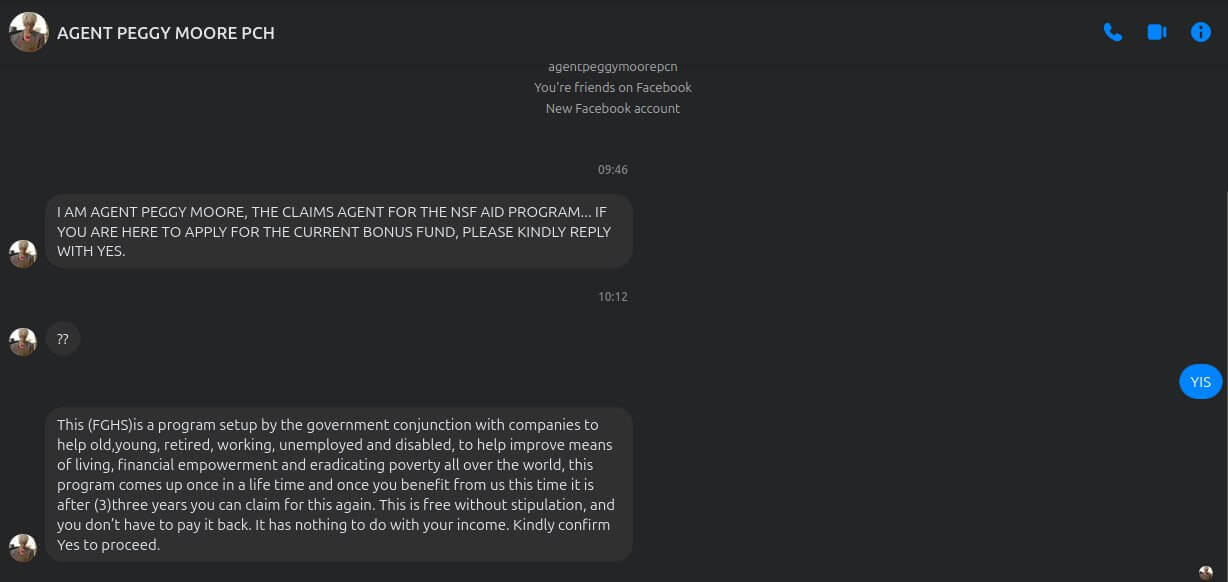 AGENT PEGGY MOORE PCH
agentpeggymoorepch
You're friends on Facebook
New Facebook account
09:46
I AM AGENT PEGGY MOORE, THE CLAIMS AGENT FOR THE NSF AID PROGRAM... IF
YOU ARE HERE TO APPLY FOR THE CURRENT BONUS FUND, PLEASE KINDLY REPLY
WITH YES.
10:12
??
YIS
This (FGHS)is a program setup by the government conjunction with companies to
help old,young, retired, working, unemployed and disabled, to help improve means
of living, financial empowerment and eradicating poverty all over the world, this
program comes up once in a life time and once you benefit from us this time it is
after (3)three years you can claim for this again. This is free without stipulation, and
you don't have to pay it back. It has nothing to do with your income. Kindly confirm
Yes to proceed.